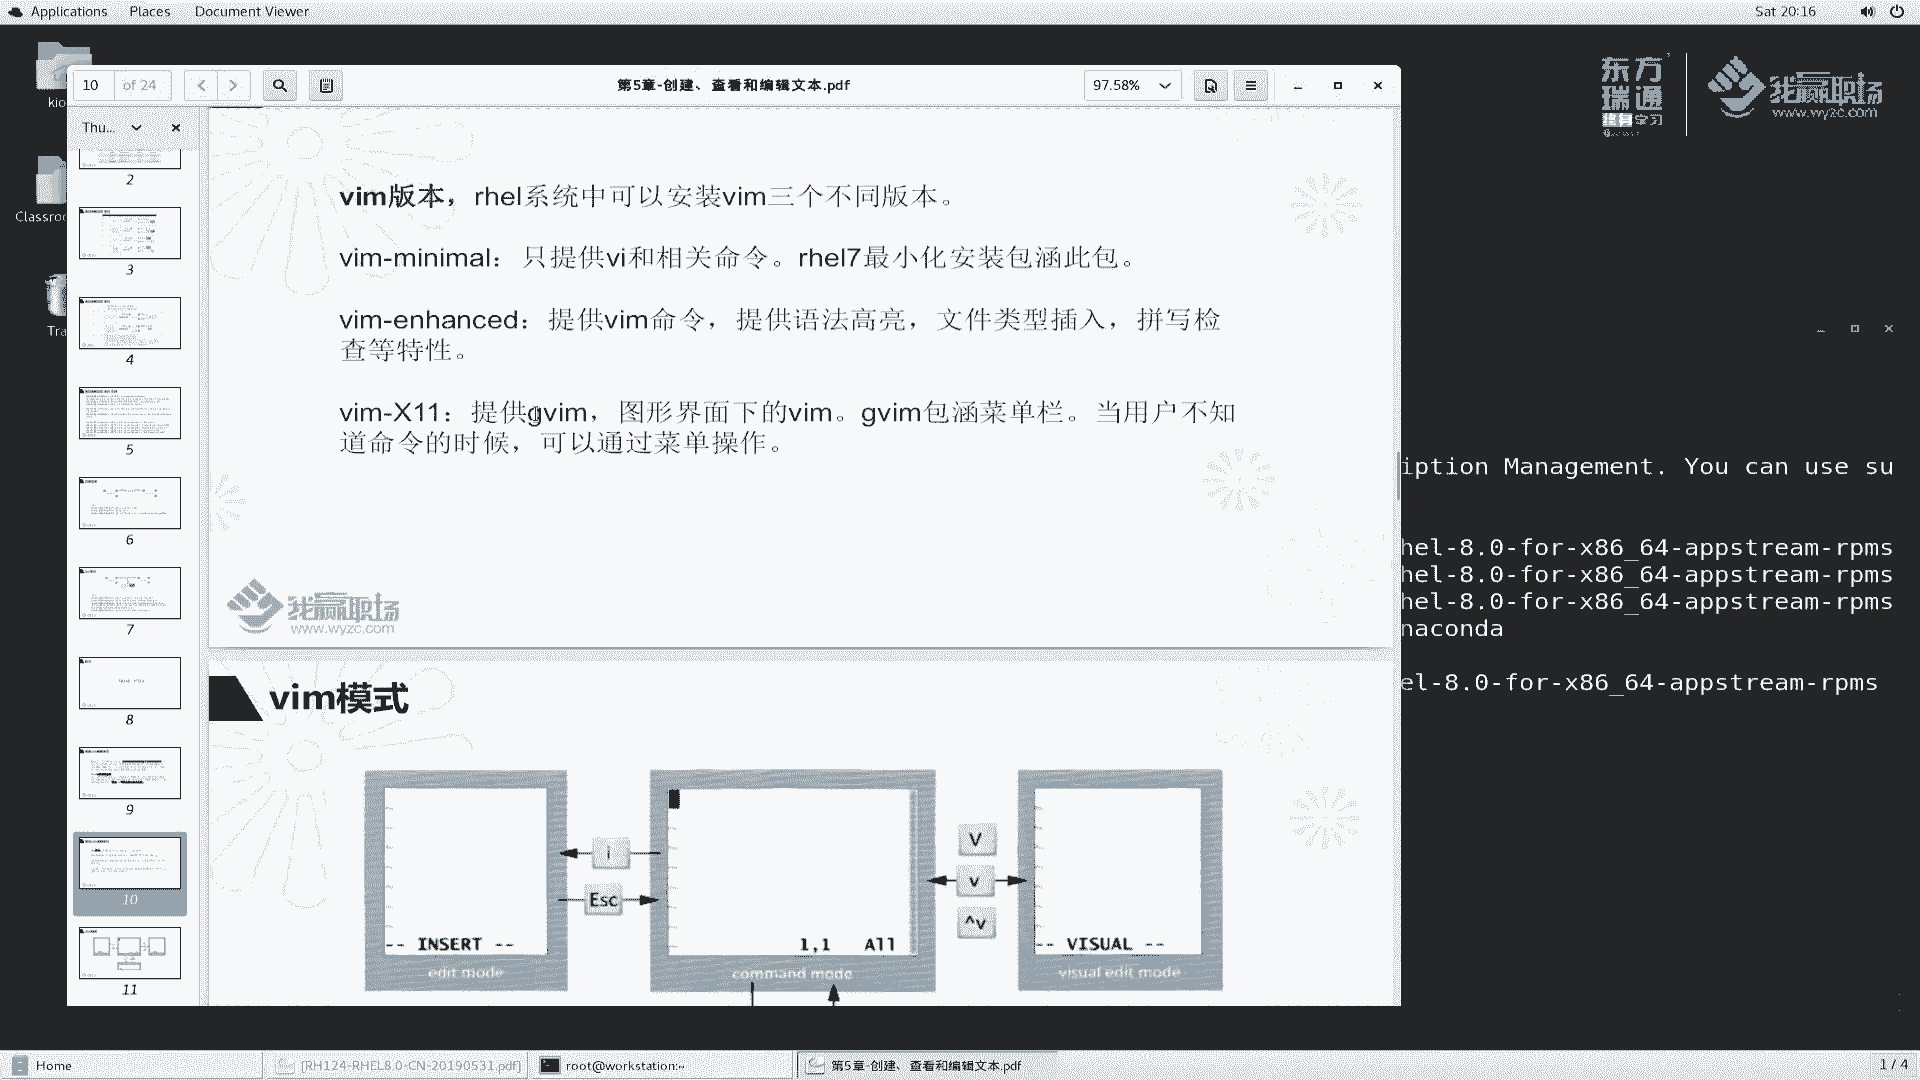 Applications Places Document Viewer Sat 20:16
10 of 24 第5章-创建、查看和编辑文本.pdf 97.58%
Thu...
kio
Classroo
Tra
2
3
4
5
6
7
8
9
10
11
vim版本，rhel系统中可以安装vim三个不同版本。
vim-minimal：只提供vi和相关命令。rhel7最小化安装包涵此包。
vim-enhanced：提供vim命令，提供语法高亮，文件类型插入，拼写检
查等特性。
vim-X11：提供gvim，图形界面下的vim。gvim包涵菜单栏。当用户不知
道命令的时候，可以通过菜单操作。
我赢职场
www.wyzc.com
vim模式
i
Esc
V
v
^v
-- INSERT --
edit mode
1,1 All
command mode
-- VISUAL --
visual edit mode
东方
瑞通
终身学习
我赢职场
www.wyzc.com
iption Management. You can use su
hel-8.0-for-x86_64-appstream-rpms
hel-8.0-for-x86_64-appstream-rpms
hel-8.0-for-x86_64-appstream-rpms
naconda
el-8.0-for-x86_64-appstream-rpms
Home [RH124-RHEL8.0-CN-20190531.pdf] root@workstation:~ 第5章-创建、查看和编辑文本.pdf 1 / 4